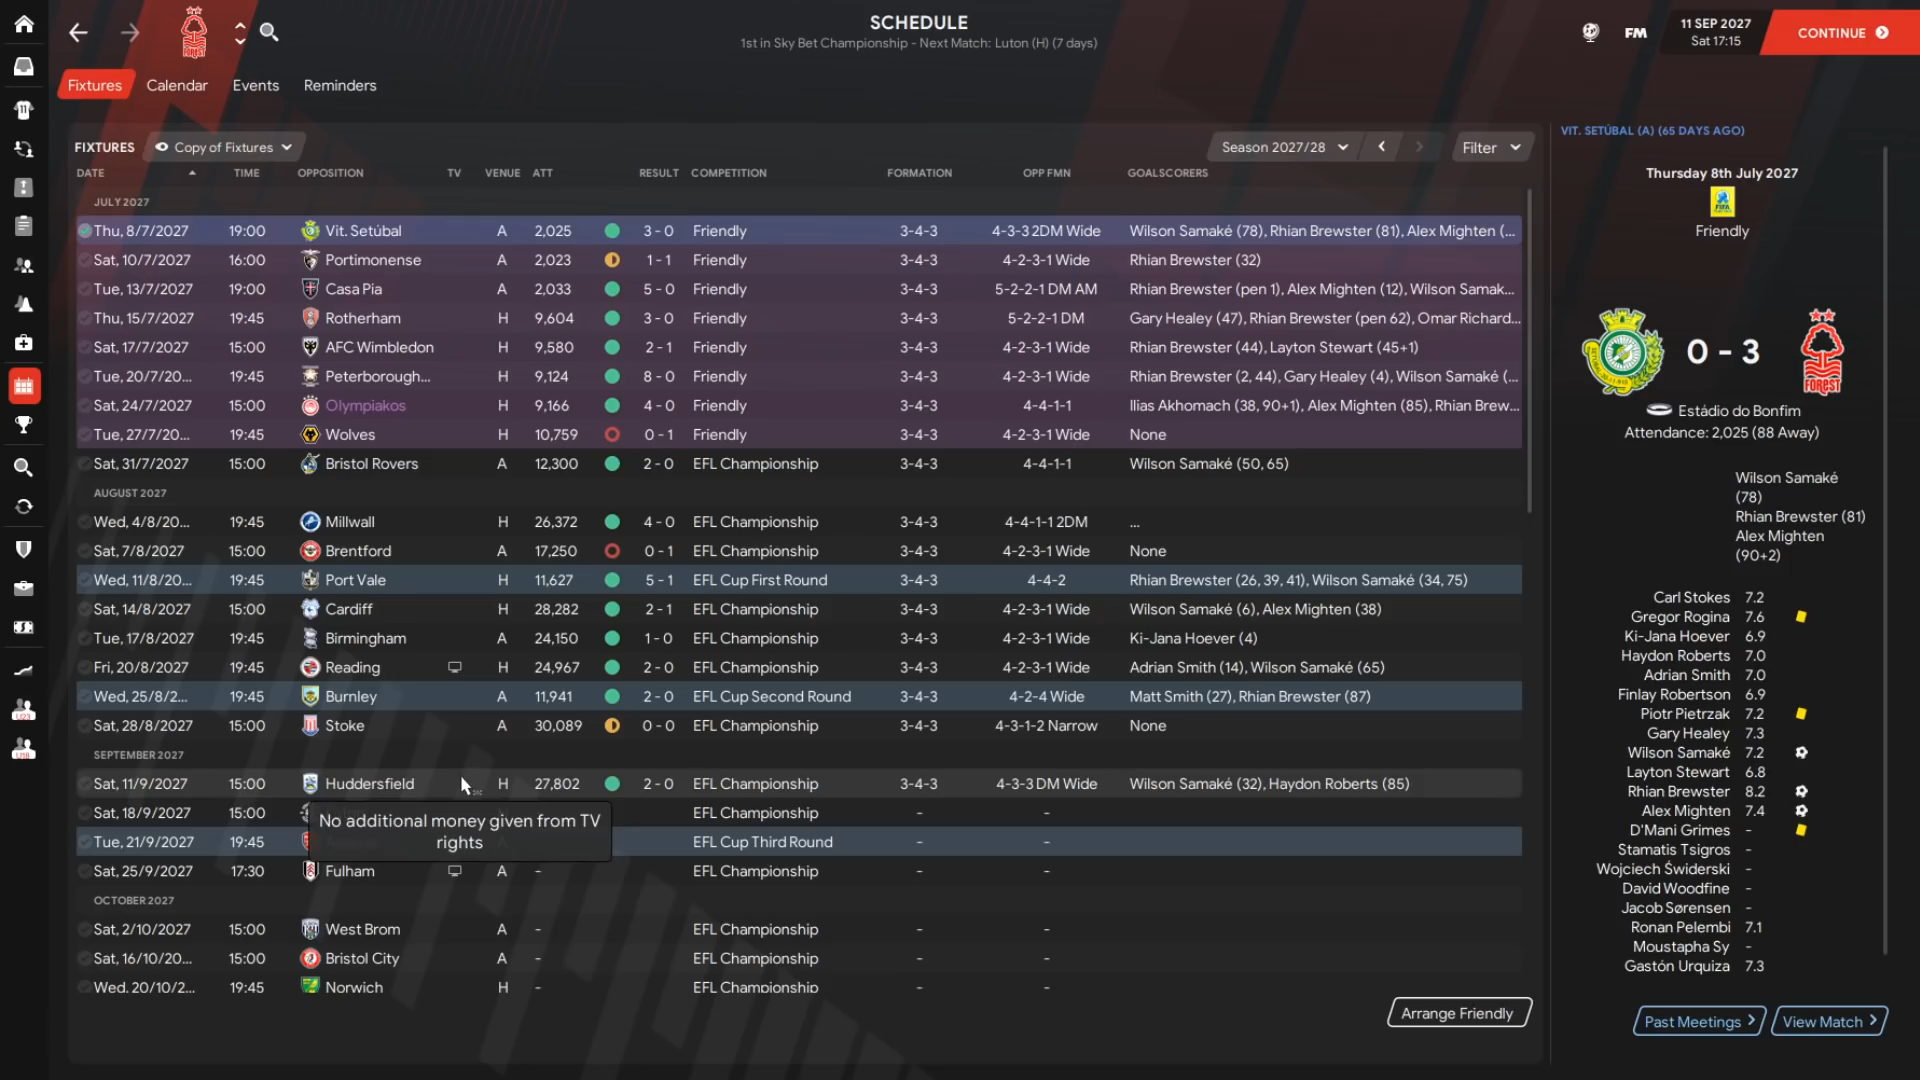 SCHEDULE
1st in Sky Bet Championship - Next Match: Luton (H) (7 days)
FM
11 SEP 2027
Sat 17:15
CONTINUE
Fixtures Calendar Events Reminders
FIXTURES Copy of Fixtures Season 2027/28 Filter
DATE TIME OPPOSITION TV VENUE ATT RESULT COMPETITION FORMATION OPP FMN GOALSCORERS
JULY 2027
Thu, 8/7/2027 19:00 Vit. Setúbal A 2,025 3 - 0 Friendly 3-4-3 4-3-3 2DM Wide Wilson Samaké (78), Rhian Brewster (81), Alex Mighten (...
Sat, 10/7/2027 16:00 Portimonense A 2,023 1 - 1 Friendly 3-4-3 4-2-3-1 Wide Rhian Brewster (32)
Tue, 13/7/2027 19:00 Casa Pia A 2,033 5 - 0 Friendly 3-4-3 5-2-2-1 DM AM Rhian Brewster (pen 1), Alex Mighten (12), Wilson Samak...
Thu, 15/7/2027 19:45 Rotherham H 9,604 3 - 0 Friendly 3-4-3 5-2-2-1 DM Gary Healey (47), Rhian Brewster (pen 62), Omar Richard...
Sat, 17/7/2027 15:00 AFC Wimbledon H 9,580 2 - 1 Friendly 3-4-3 4-2-3-1 Wide Rhian Brewster (44), Layton Stewart (45+1)
Tue, 20/7/20... 19:45 Peterborough... H 9,124 8 - 0 Friendly 3-4-3 4-2-3-1 Wide Rhian Brewster (2, 44), Gary Healey (4), Wilson Samaké (...
Sat, 24/7/2027 15:00 Olympiakos H 9,166 4 - 0 Friendly 3-4-3 4-4-1-1 Ilias Akhomach (38, 90+1), Alex Mighten (85), Rhian Brew...
Tue, 27/7/20... 19:45 Wolves H 10,759 0 - 1 Friendly 3-4-3 4-2-3-1 Wide None
Sat, 31/7/2027 15:00 Bristol Rovers A 12,300 2 - 0 EFL Championship 3-4-3 4-4-1-1 Wilson Samaké (50, 65)
AUGUST 2027
Wed, 4/8/20... 19:45 Millwall H 26,372 4 - 0 EFL Championship 3-4-3 4-4-1-1 2DM ...
Sat, 7/8/2027 15:00 Brentford A 17,250 0 - 1 EFL Championship 3-4-3 4-2-3-1 Wide None
Wed, 11/8/20... 19:45 Port Vale H 11,627 5 - 1 EFL Cup First Round 3-4-3 4-4-2 Rhian Brewster (26, 39, 41), Wilson Samaké (34, 75)
Sat, 14/8/2027 15:00 Cardiff H 28,282 2 - 1 EFL Championship 3-4-3 4-2-3-1 Wide Wilson Samaké (6), Alex Mighten (38)
Tue, 17/8/2027 19:45 Birmingham A 24,150 1 - 0 EFL Championship 3-4-3 4-2-3-1 Wide Ki-Jana Hoever (4)
Fri, 20/8/2027 19:45 Reading H 24,967 2 - 0 EFL Championship 3-4-3 4-2-3-1 Wide Adrian Smith (14), Wilson Samaké (65)
Wed, 25/8/2... 19:45 Burnley A 11,941 2 - 0 EFL Cup Second Round 3-4-3 4-2-4 Wide Matt Smith (27), Rhian Brewster (87)
Sat, 28/8/2027 15:00 Stoke A 30,089 0 - 0 EFL Championship 3-4-3 4-3-1-2 Narrow None
SEPTEMBER 2027
Sat, 11/9/2027 15:00 Huddersfield H 27,802 2 - 0 EFL Championship 3-4-3 4-3-3 DM Wide Wilson Samaké (32), Haydon Roberts (85)
Sat, 18/9/2027 15:00 EFL Championship - -
No additional money given from TV
rights
Tue, 21/9/2027 19:45 EFL Cup Third Round - -
Sat, 25/9/2027 17:30 Fulham A - EFL Championship - -
OCTOBER 2027
Sat, 2/10/2027 15:00 West Brom A - EFL Championship - -
Sat, 16/10/20... 15:00 Bristol City A - EFL Championship - -
Wed. 20/10/2... 19:45 Norwich H - EFL Championship - -
Arrange Friendly
VIT. SETÚBAL (A) (65 DAYS AGO)
Thursday 8th July 2027
Friendly
0 - 3
FOREST
Estádio do Bonfim
Attendance: 2,025 (88 Away)
Wilson Samaké
(78)
Rhian Brewster (81)
Alex Mighten
(90+2)
Carl Stokes 7.2
Gregor Rogina 7.6
Ki-Jana Hoever 6.9
Haydon Roberts 7.0
Adrian Smith 7.0
Finlay Robertson 6.9
Piotr Pietrzak 7.2
Gary Healey 7.3
Wilson Samaké 7.2
Layton Stewart 6.8
Rhian Brewster 8.2
Alex Mighten 7.4
D'Mani Grimes -
Stamatis Tsigros -
Wojciech Świderski -
David Woodfine -
Jacob Sørensen -
Ronan Pelembi 7.1
Moustapha Sy -
Gastón Urquiza 7.3
Past Meetings View Match